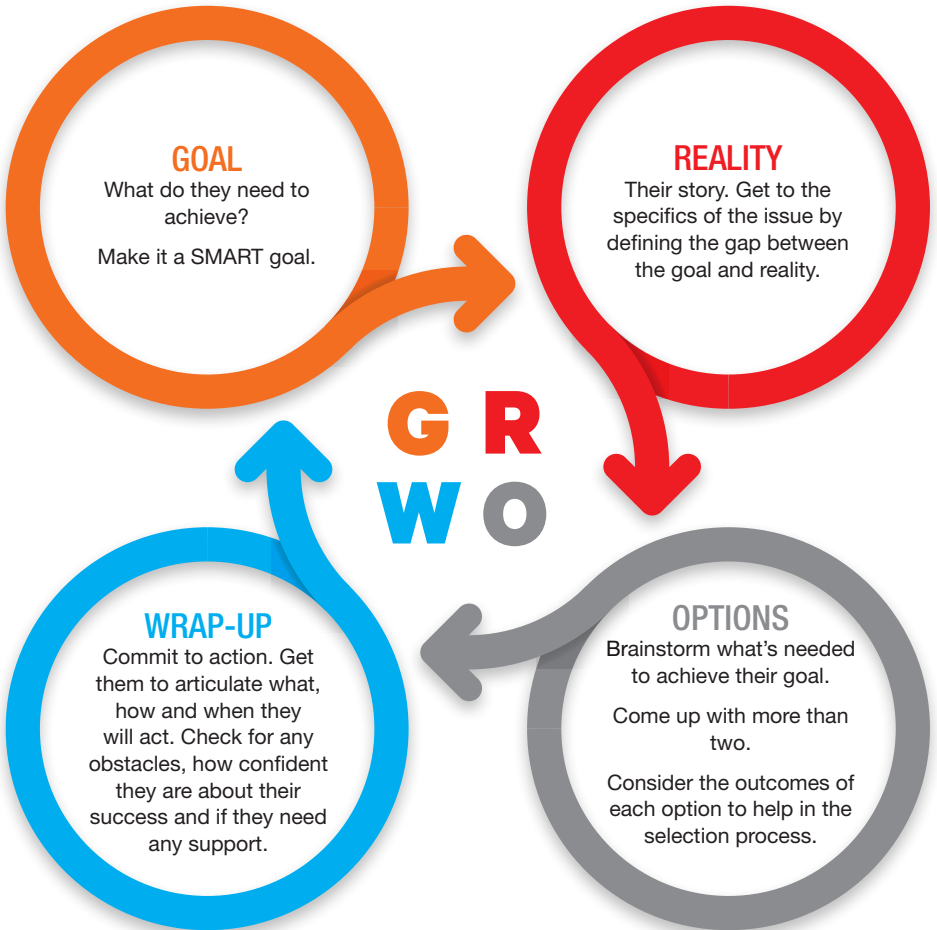 GOAL
What do they need to
achieve?
Make it a SMART goal.
REALITY
Their story. Get to the
specifics of the issue by
defining the gap between
the goal and reality.
G R
W O
WRAP-UP
Commit to action. Get
them to articulate what,
how and when they
will act. Check for any
obstacles, how confident
they are about their
success and if they need
any support.
OPTIONS
Brainstorm what's needed
to achieve their goal.
Come up with more than
two.
Consider the outcomes of
each option to help in the
selection process.